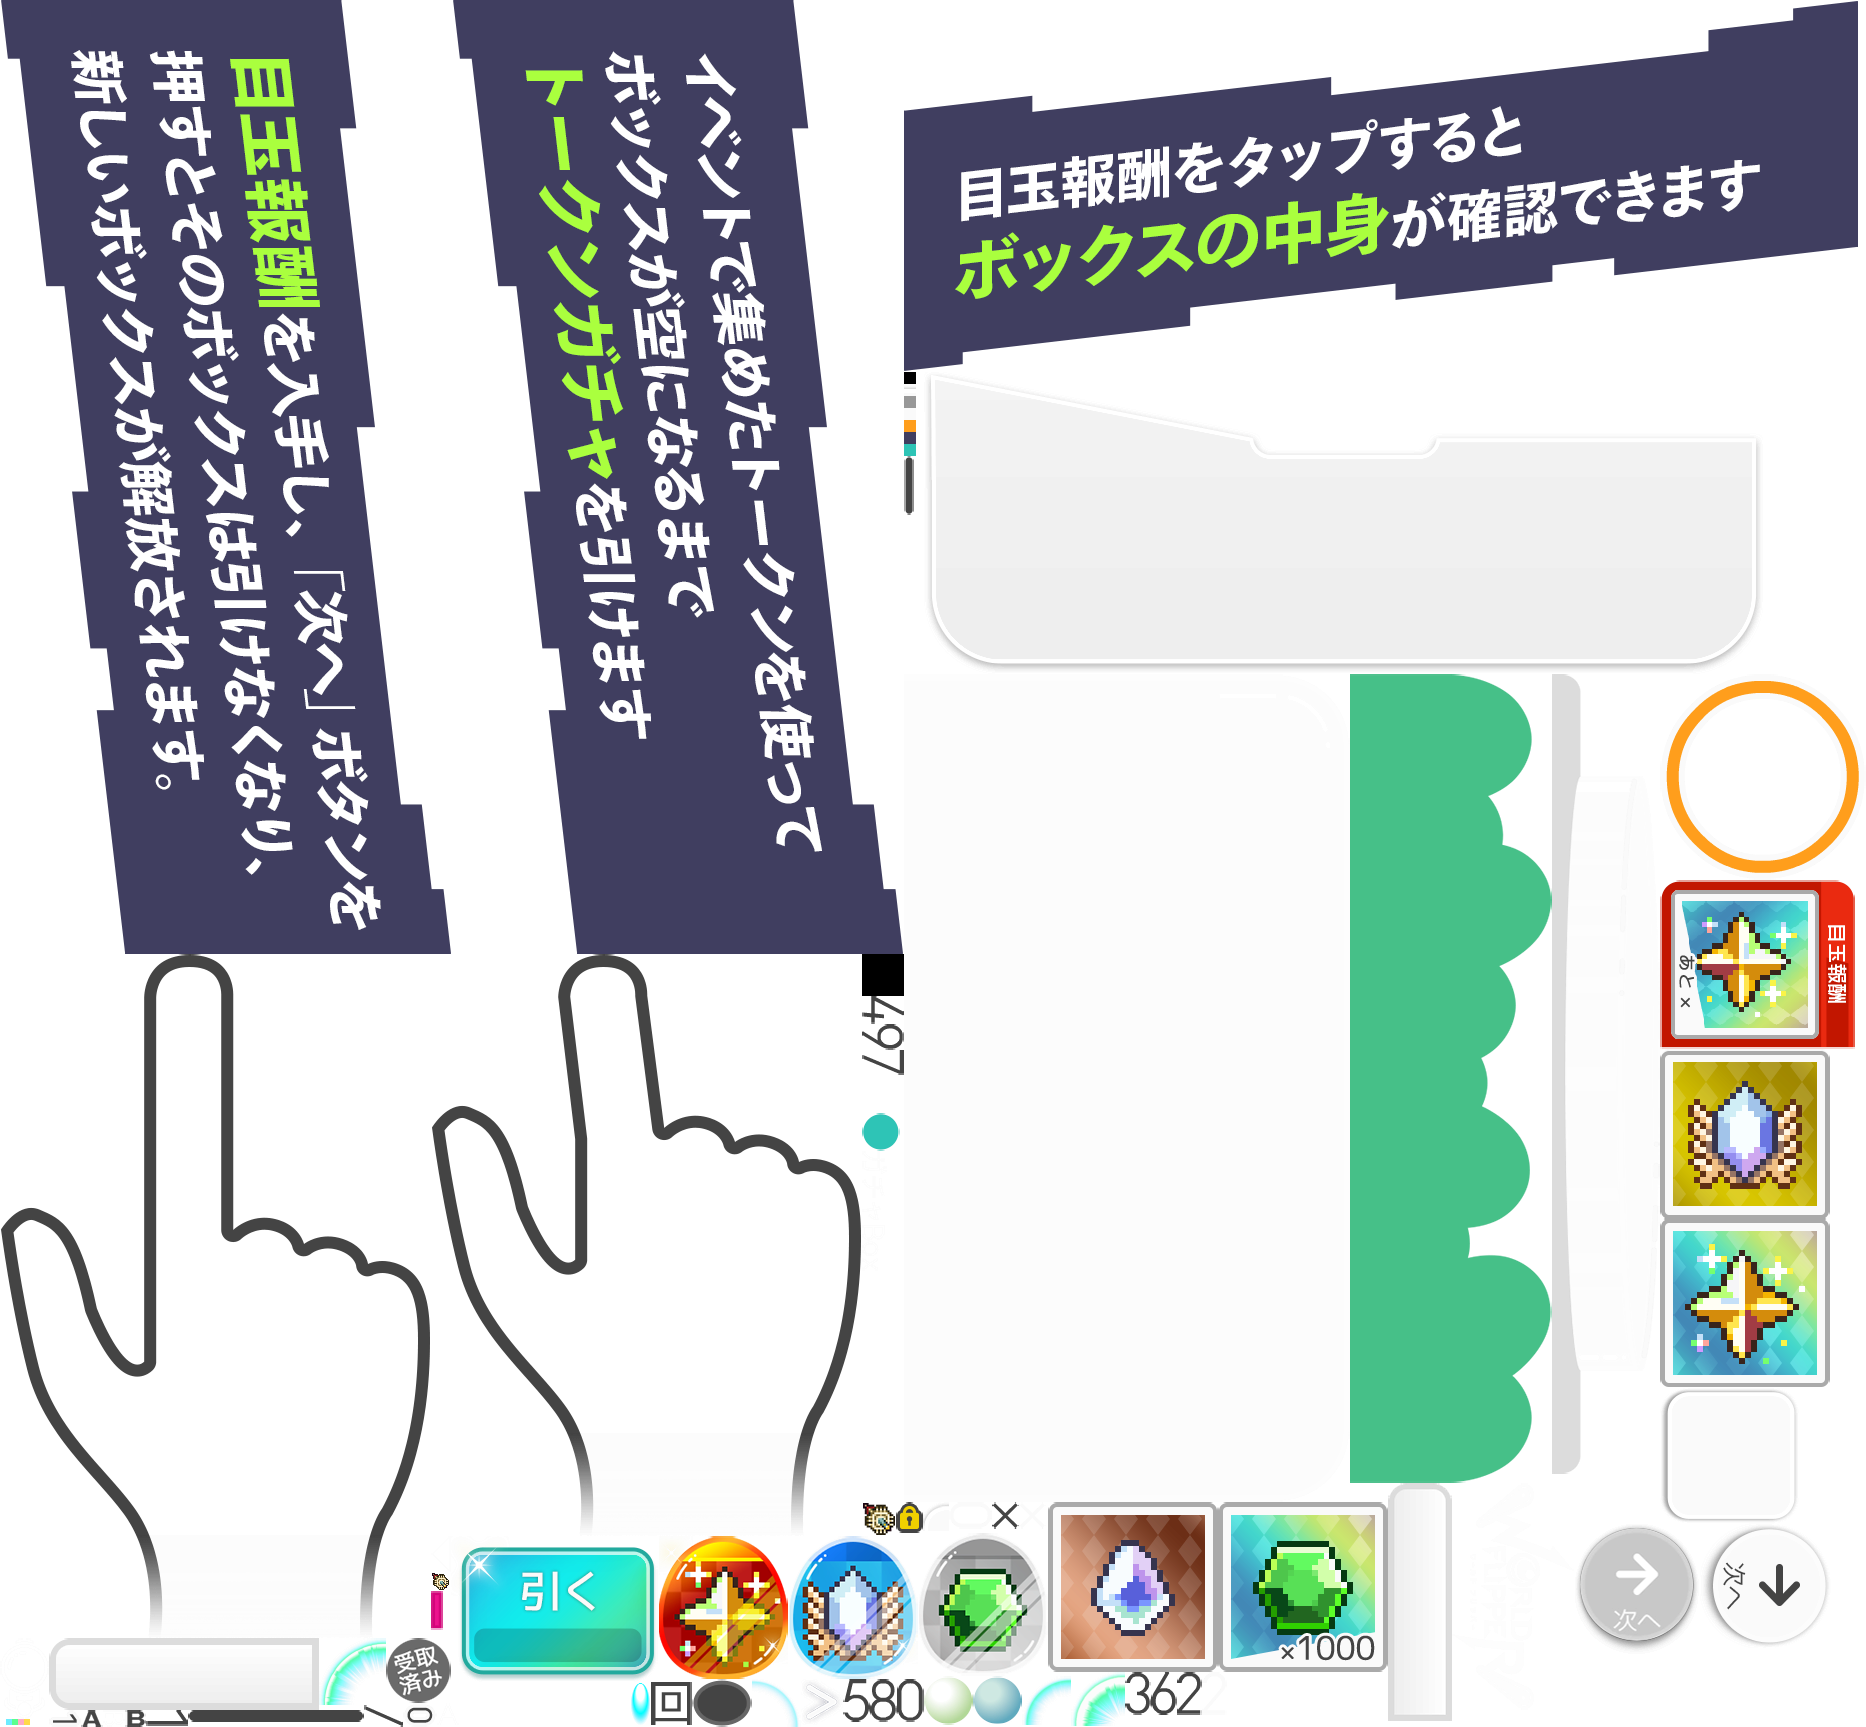 目玉報酬を入手し、「次へ」ボタンを
押すとそのボックスは引けなくなり、
新しいボックスが解放されます。
イベントで集めたトークンを使って
ボックスが空になるまで
トークンガチャを引けます
目玉報酬をタップすると
ボックスの中身が確認できます
497
目玉報酬
あと×
次へ
次へ
引く
×1000
受取
済み
1
A
B
/
0
回
580
362